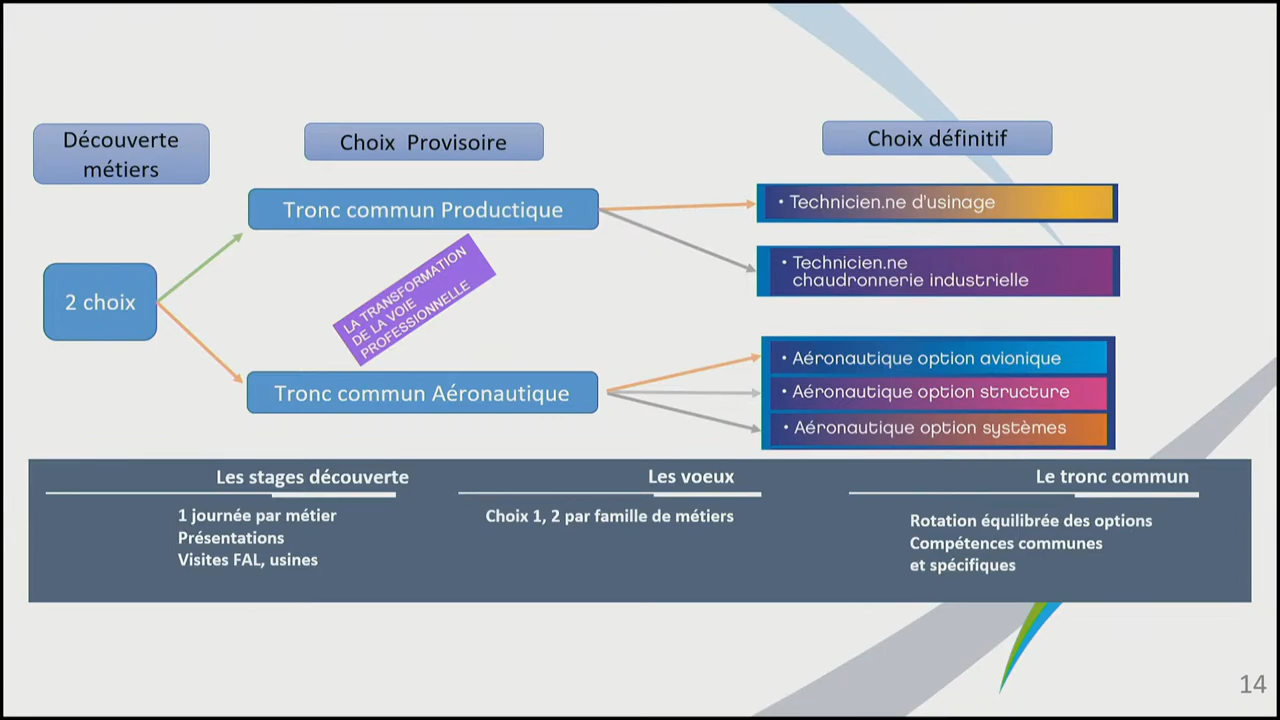 Découverte
métiers
Choix Provisoire
Choix définitif
Tronc commun Productique
• Technicien.ne d'usinage
LA TRANSFORMATION
DE LA VOIE
PROFESSIONNELLE
• Technicien.ne
chaudronnerie industrielle
2 choix
Tronc commun Aéronautique
• Aéronautique option avionique
• Aéronautique option structure
• Aéronautique option systèmes
Les stages découverte
1 journée par métier
Présentations
Visites FAL, usines
Les voeux
Choix 1, 2 par famille de métiers
Le tronc commun
Rotation équilibrée des options
Compétences communes
et spécifiques
14